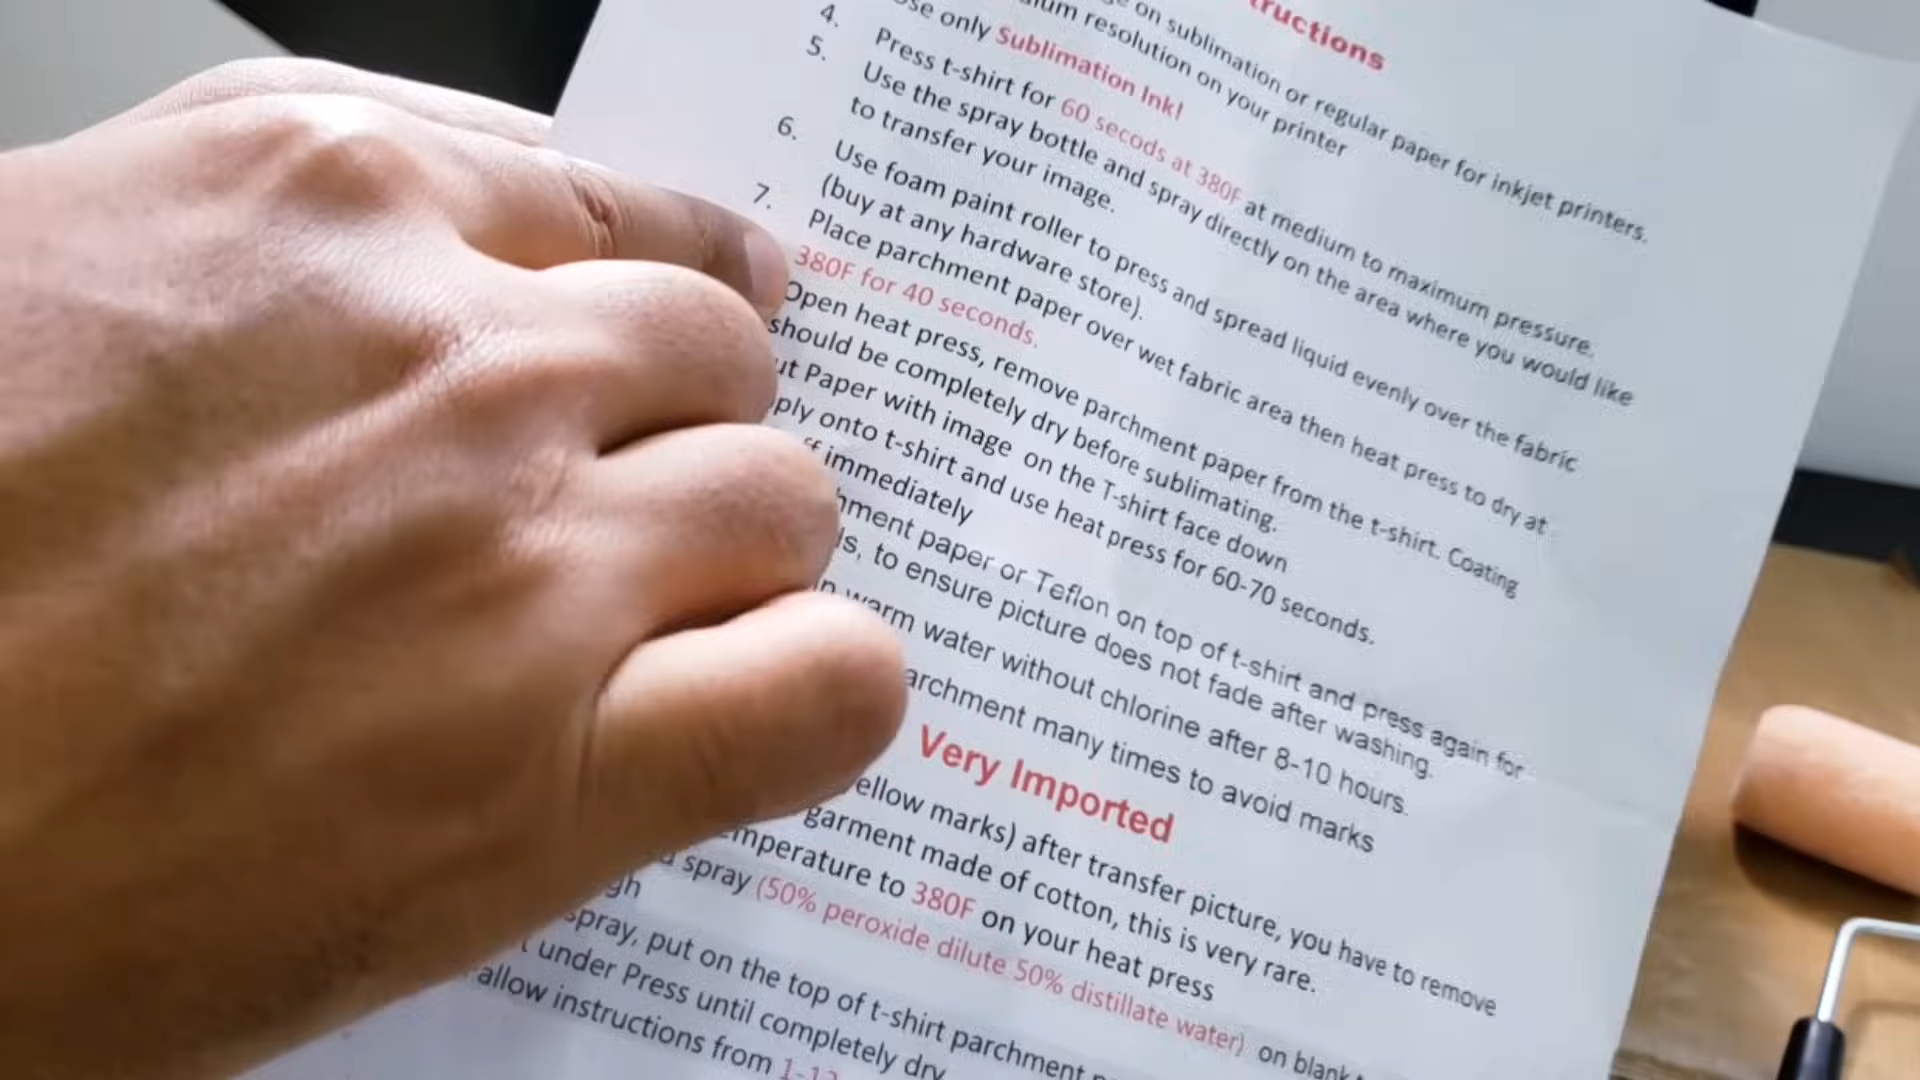 tructions
on sublimation or regular paper for inkjet printers.
resolution on your printer
se only Sublimation Ink!
4. Press t-shirt for 60 secods at 380F at medium to maximum pressure.
5. Use the spray bottle and spray directly on the area where you would like
to transfer your image.
6. Use foam paint roller to press and spread liquid evenly over the fabric
(buy at any hardware store).
7. Place parchment paper over wet fabric area then heat press to dry at
380F for 40 seconds.
Open heat press, remove parchment paper from the t-shirt. Coating
should be completely dry before sublimating.
ut Paper with image on the T-shirt face down
ply onto t-shirt and use heat press for 60-70 seconds.
ff immediately
hment paper or Teflon on top of t-shirt and press again for
ls, to ensure picture does not fade after washing.
in warm water without chlorine after 8-10 hours.
archment many times to avoid marks
Very Imported
ellow marks) after transfer picture, you have to remove
garment made of cotton, this is very rare.
emperature to 380F on your heat press
spray (50% peroxide dilute 50% distillate water) on blank
gh
spray, put on the top of t-shirt parchment
t under Press until completely dry
allow instructions from 1-12